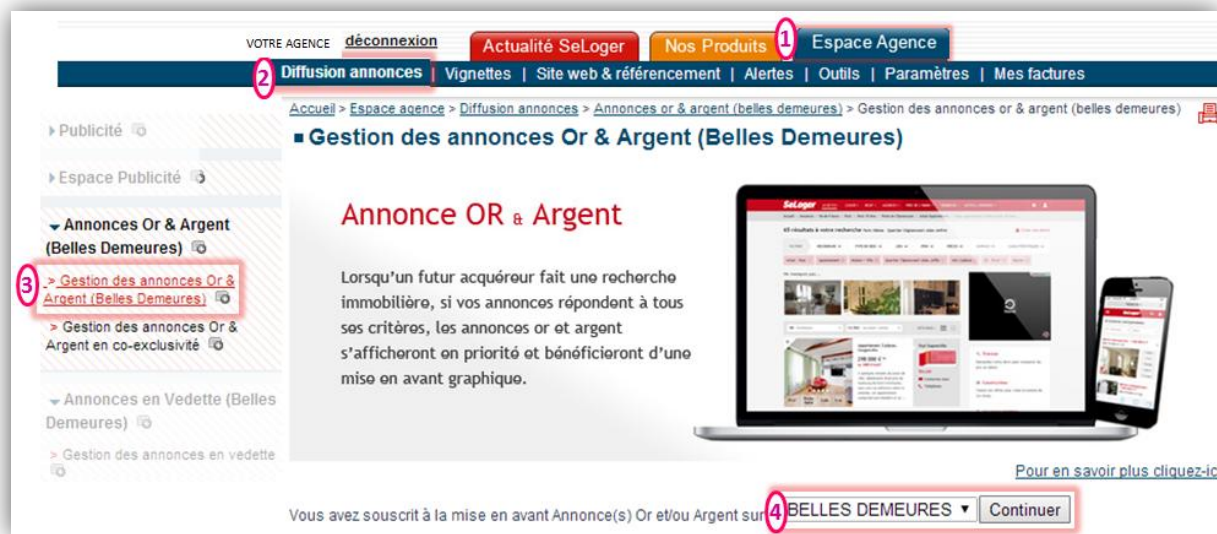 VOTRE AGENCE déconnexion Actualité SeLoger Nos Produits 1 Espace Agence
2 Diffusion annonces | Vignettes | Site web & référencement | Alertes | Outils | Paramètres | Mes factures
Accueil > Espace agence > Diffusion annonces > Annonces or & argent (belles demeures) > Gestion des annonces or & argent (belles demeures)
Gestion des annonces Or & Argent (Belles Demeures)
Publicité
Espace Publicité
Annonces Or & Argent
(Belles Demeures)
3 > Gestion des annonces Or &
Argent (Belles Demeures)
> Gestion des annonces Or &
Argent en co-exclusivité
Annonces en Vedette (Belles
Demeures)
> Gestion des annonces en vedette
Annonce OR & Argent
Lorsqu'un futur acquéreur fait une recherche
immobilière, si vos annonces répondent à tous
ses critères, les annonces or et argent
s'afficheront en priorité et bénéficieront d'une
mise en avant graphique.
SeLoger
Pour en savoir plus cliquez-ic
Vous avez souscrit à la mise en avant Annonce(s) Or et/ou Argent sur 4 BELLES DEMEURES Continuer